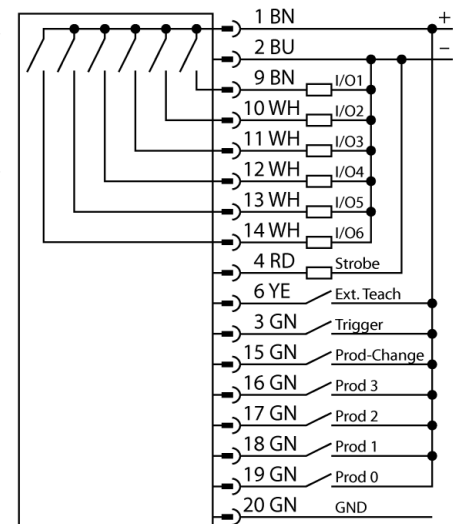 1 BN +
2 BU –
9 BN I/O1
10 WH I/O2
11 WH I/O3
12 WH I/O4
13 WH I/O5
14 WH I/O6
4 RD Strobe
6 YE Ext. Teach
3 GN Trigger
15 GN Prod-Change
16 GN Prod 3
17 GN Prod 2
18 GN Prod 1
19 GN Prod 0
20 GN GND